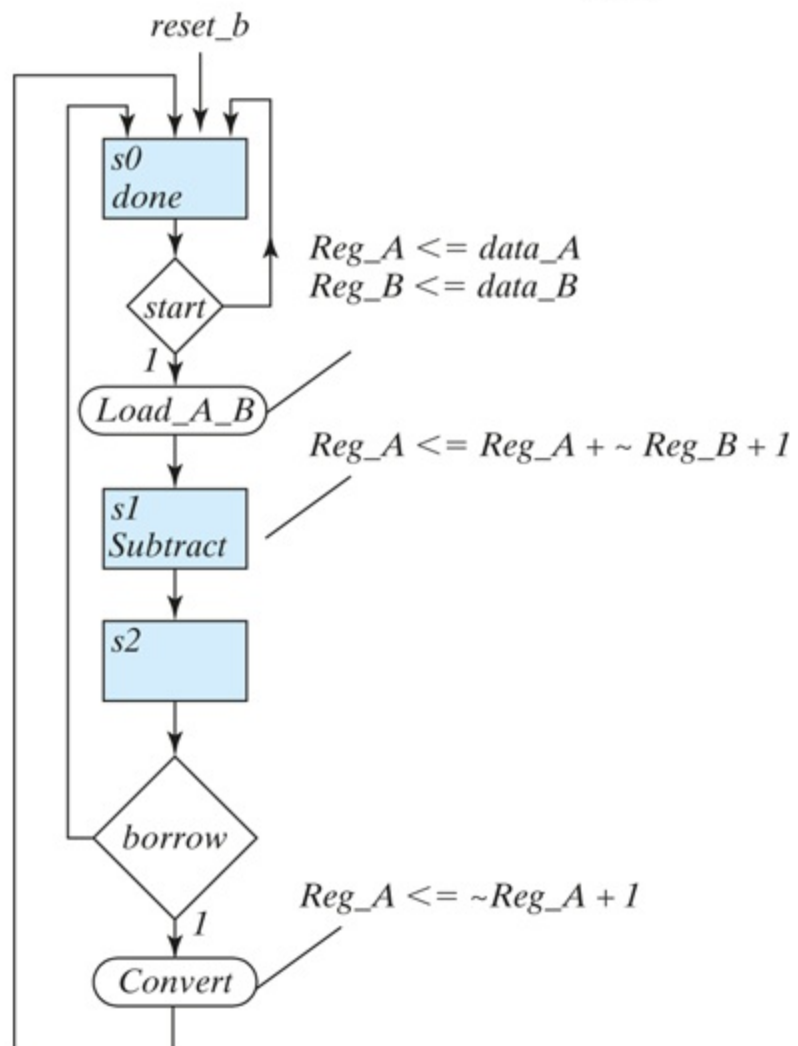 reset_b
s0
done
Reg_A <= data_A
Reg_B <= data_B
start
1
Load_A_B
Reg_A <= Reg_A + ~ Reg_B + 1
s1
Subtract
s2
borrow
Reg_A <= ~Reg_A + 1
1
Convert